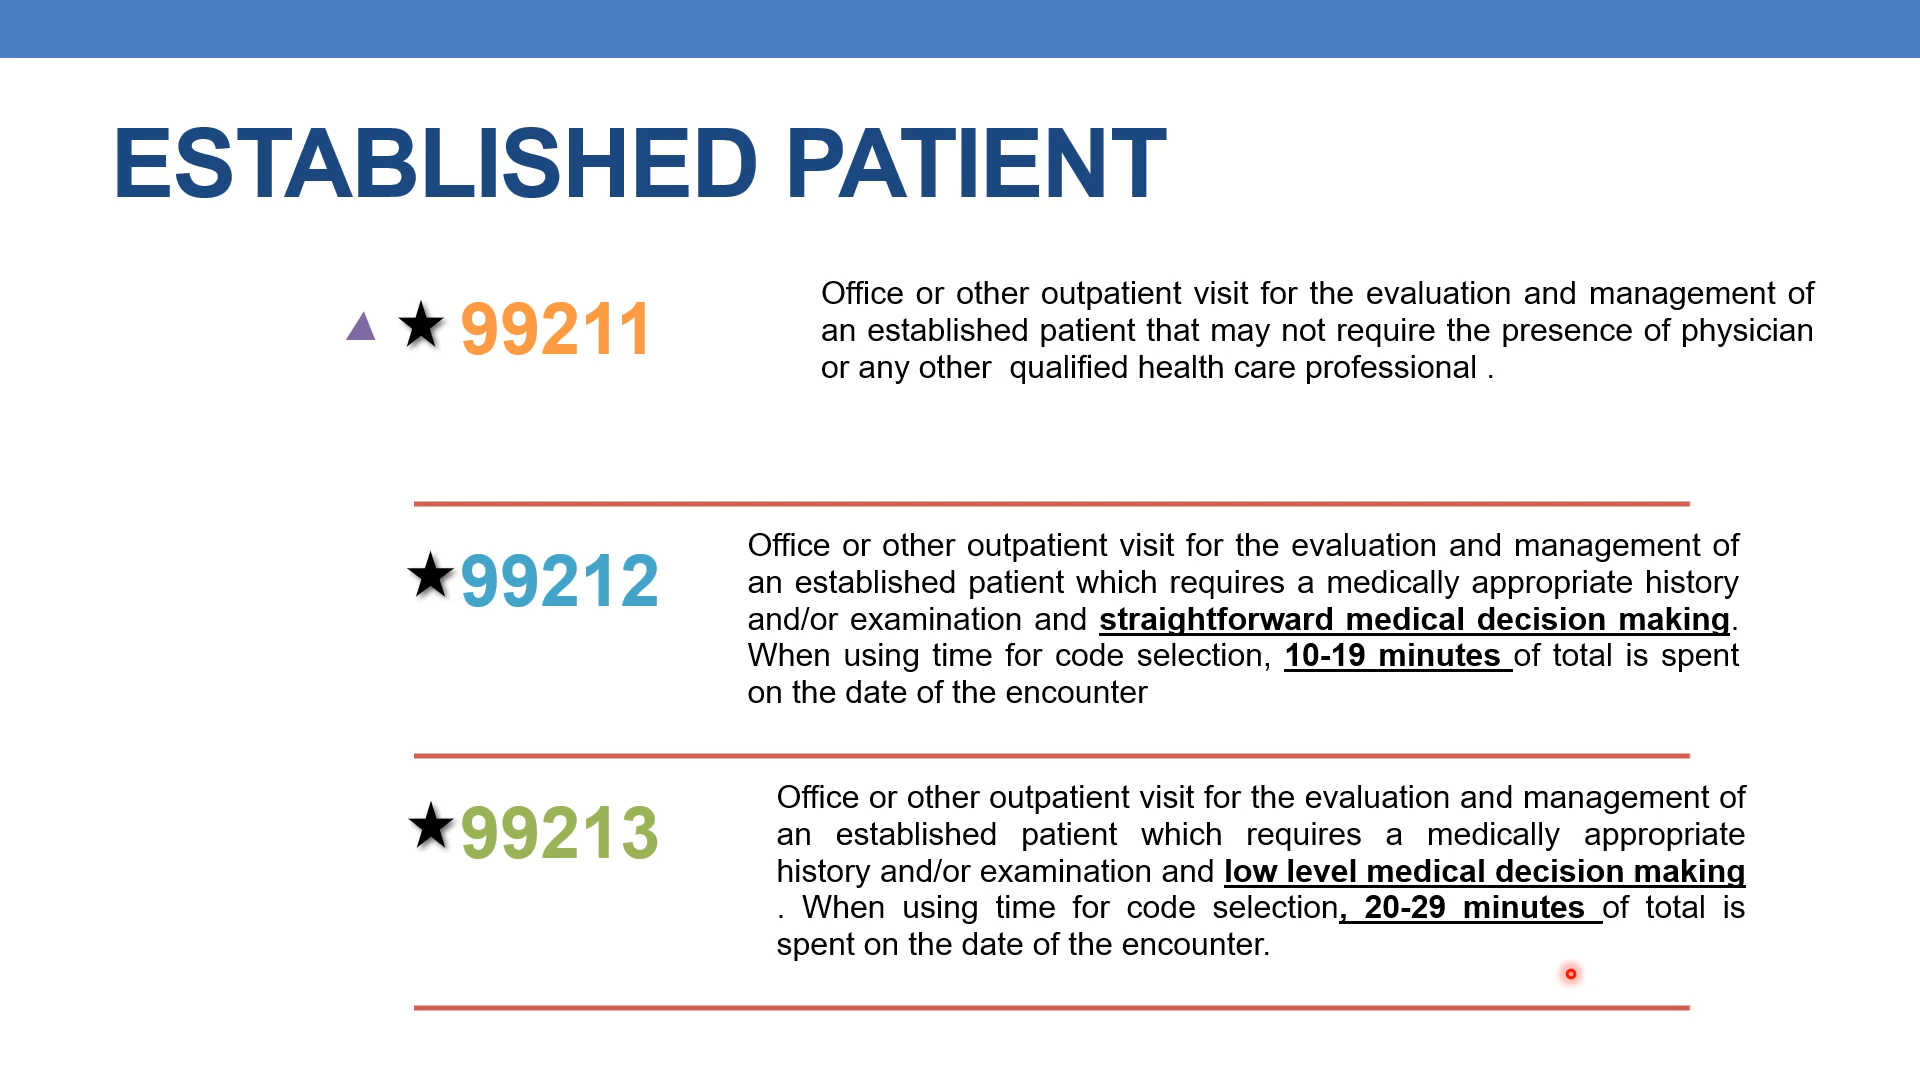 ESTABLISHED PATIENT
▲ ★ 99211
Office or other outpatient visit for the evaluation and management of
an established patient that may not require the presence of physician
or any other qualified health care professional .
★99212
Office or other outpatient visit for the evaluation and management of
an established patient which requires a medically appropriate history
and/or examination and straightforward medical decision making.
When using time for code selection, 10-19 minutes of total is spent
on the date of the encounter
★99213
Office or other outpatient visit for the evaluation and management of
an established patient which requires a medically appropriate
history and/or examination and low level medical decision making
. When using time for code selection, 20-29 minutes of total is
spent on the date of the encounter.